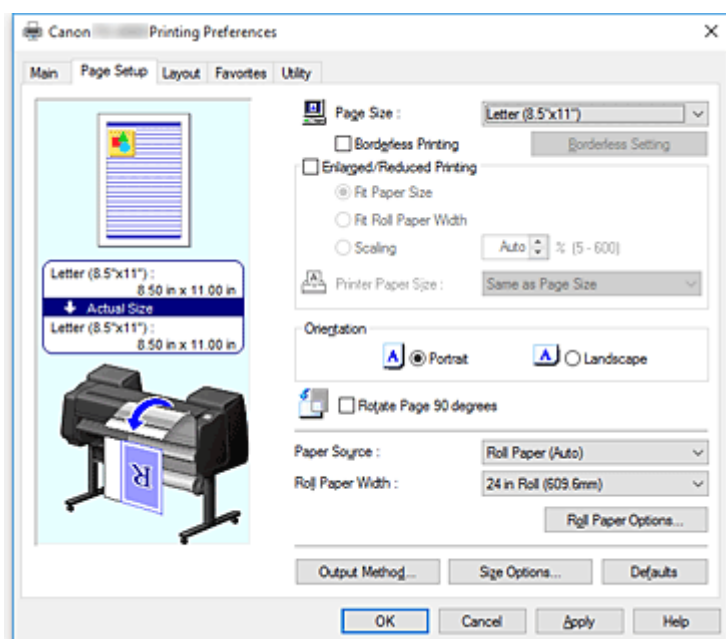 Canon Printing Preferences
Main Page Setup Layout Favorites Utility
Page Size : Letter (8.5"x11")
Borderless Printing Borderless Setting
Enlarged/Reduced Printing
Fit Paper Size
Fit Roll Paper Width
Scaling Auto % (5 - 600)
Printer Paper Size : Same as Page Size
Letter (8.5"x11") :
8.50 in x 11.00 in
Actual Size
Letter (8.5"x11") :
8.50 in x 11.00 in
Orientation
A Portrait A Landscape
Rotate Page 90 degrees
R
Paper Source : Roll Paper (Auto)
Roll Paper Width : 24 in Roll (609.6mm)
Roll Paper Options...
Output Method... Size Options... Defaults
OK Cancel Apply Help